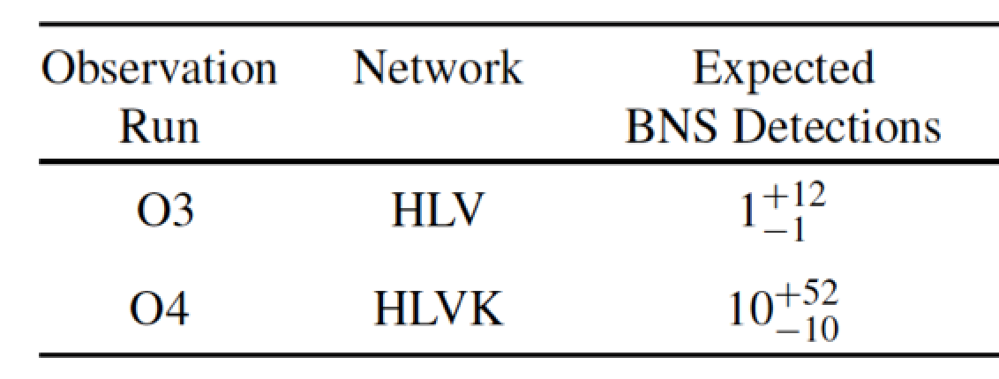 Observation Network Expected
Run BNS Detections
O3 HLV 1 +12 −1
O4 HLVK 10 +52 −10